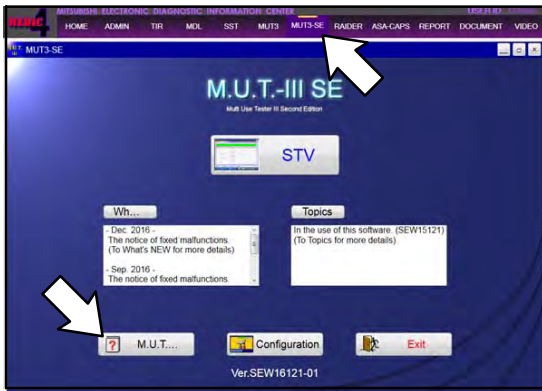 MITSUBISHI ELECTRONIC DIAGNOSTIC INFORMATION CENTER USER ID
MEDIC 4
HOME ADMIN TIR MDL SST MUT3 MUT3-SE RAIDER ASA-CAPS REPORT DOCUMENT VIDEO
MUT3-SE
M.U.T.-III SE
Multi Use Tester III Second Edition
STV
Wh...
- Dec. 2016 -
The notice of fixed malfunctions.
(To What's NEW for more details)
- Sep. 2016 -
The notice of fixed malfunctions.
Topics
In the use of this software. (SEW15121)
(To Topics for more details)
M.U.T....
Configuration
Exit
Ver.SEW16121-01